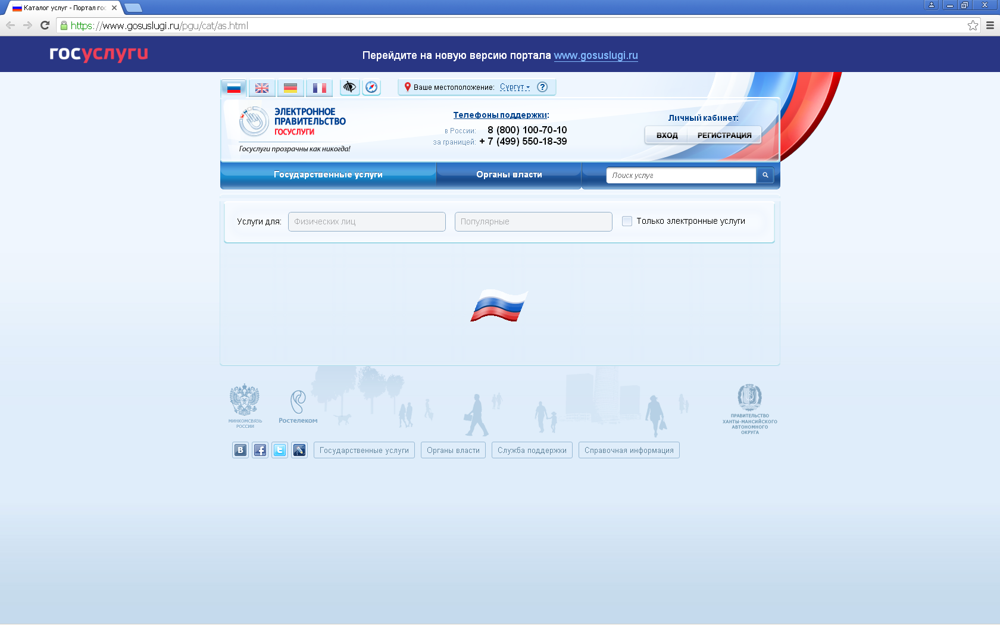 Каталог услуг - Портал гос
https://www.gosuslugi.ru/pgu/cat/as.html
госуслуги
Перейдите на новую версию портала www.gosuslugi.ru
Ваше местоположение: Сургут ?
ЭЛЕКТРОННОЕ
ПРАВИТЕЛЬСТВО
ГОСУСЛУГИ
Госуслуги прозрачны как никогда!
Телефоны поддержки:
в России: 8 (800) 100-70-10
за границей: + 7 (499) 550-18-39
Личный кабинет:
ВХОД РЕГИСТРАЦИЯ
Государственные услуги Органы власти Поиск услуг
Услуги для: Физических лиц Популярные Только электронные услуги
МИНКОМСВЯЗЬ
РОССИИ
Ростелеком
ПРАВИТЕЛЬСТВО
ХАНТЫ-МАНСИЙСКОГО
АВТОНОМНОГО
ОКРУГА
Государственные услуги Органы власти Служба поддержки Справочная информация